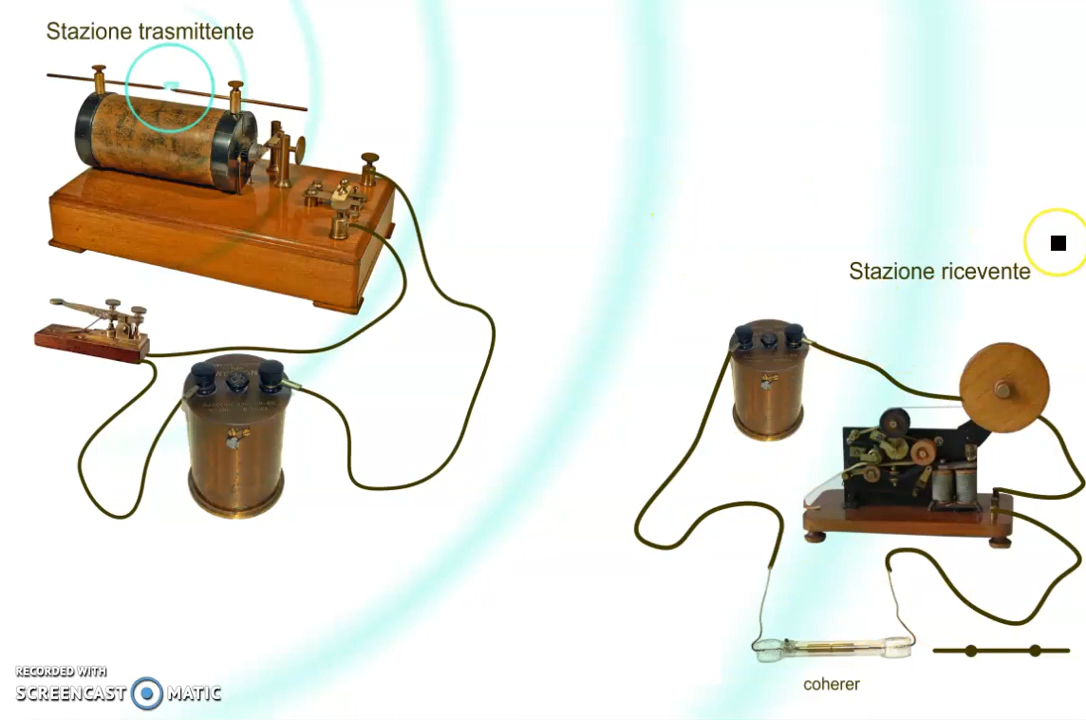 Stazione trasmittente
Stazione ricevente
coherer
RECORDED WITH
SCREENCAST MATIC